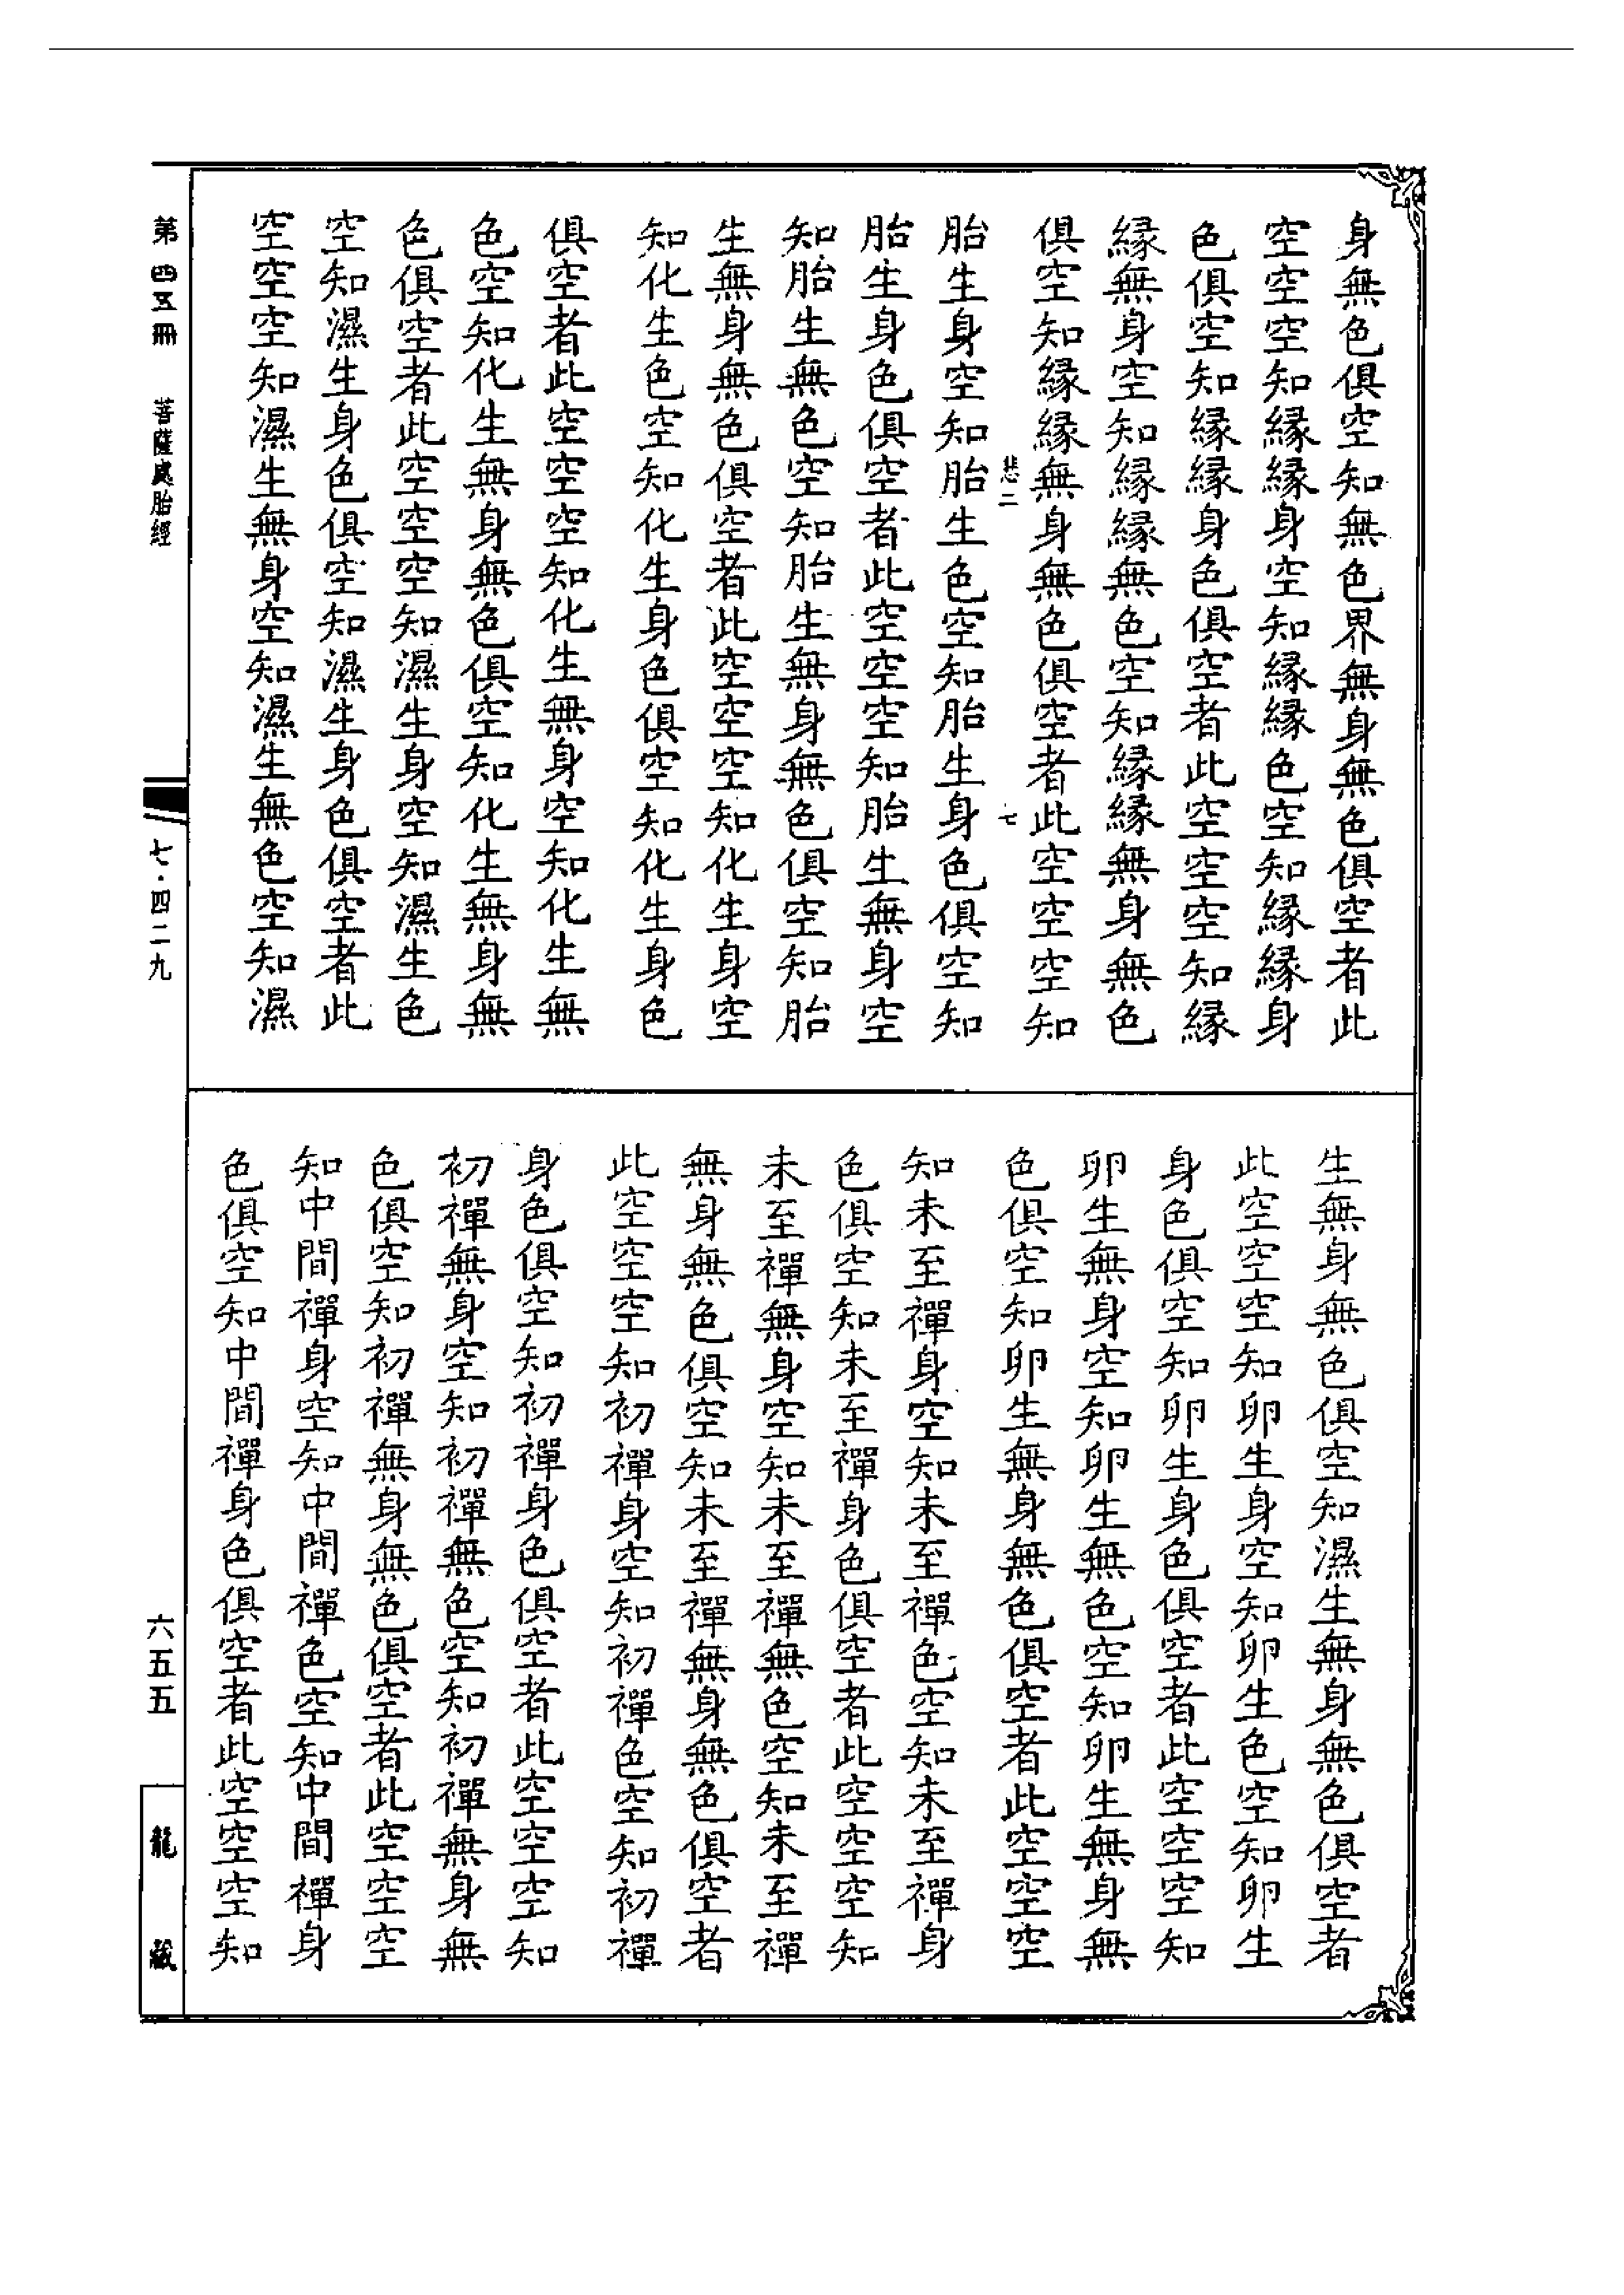 身無色俱空知無色界無身無色俱空者此
空空空知縁縁身空知縁縁色空知縁縁身
色俱空知縁縁身色俱空者此空空空知縁
縁無身空知縁縁無色空知縁縁無身無色
俱空知縁縁無身無色俱空者此空空空知
悲二 七
胎生身空知胎生色空知胎生身色俱空知
胎生身色俱空者此空空空知胎生無身空
知胎生無色空知胎生無身無色俱空知胎
生無身無色俱空者此空空空知化生身空
知化生色空知化生身色俱空知化生身色
俱空者此空空空知化生無身空知化生無
色空知化生無身無色俱空知化生無身無
色俱空者此空空空知濕生身空知濕生色
空知濕生身色俱空知濕生身色俱空者此
空空空知濕生無身空知濕生無色空知濕
生無身無色俱空知濕生無身無色俱空者
此空空空知卵生身空知卵生色空知卵生
身色俱空知卵生身色俱空者此空空空知
卵生無身空知卵生無色空知卵生無身無
色俱空知卵生無身無色俱空者此空空空
知未至禪身空知未至禪色空知未至禪身
色俱空知未至禪身色俱空者此空空空知
未至禪無身空知未至禪無色空知未至禪
無身無色俱空知未至禪無身無色俱空者
此空空空知初禪身空知初禪色空知初禪
身色俱空知初禪身色俱空者此空空空知
初禪無身空知初禪無色空知初禪無身無
色俱空知初禪無身無色俱空者此空空空
知中間禪身空知中間禪色空知中間禪身
色俱空知中間禪身色俱空者此空空空知
第四五冊 菩薩處胎經 七·四二九 六五五 龍藏